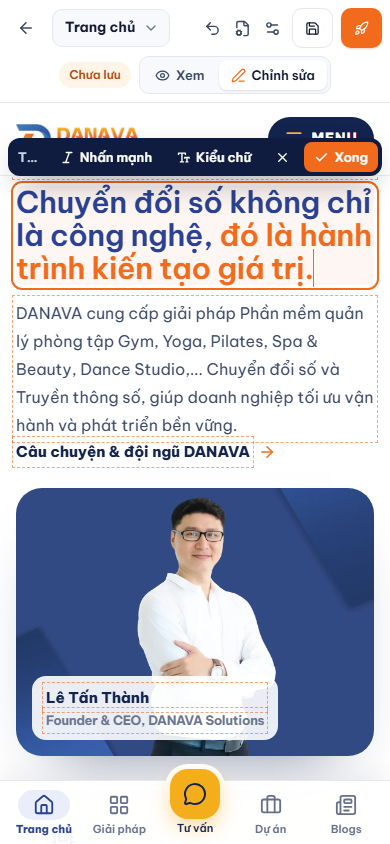 Trang chủ
Chưa lưu
Xem
Chỉnh sửa
DANAVA
MENU
T...
Nhấn mạnh
Kiểu chữ
Xong
Chuyển đổi số không chỉ
là công nghệ, đó là hành
trình kiến tạo giá trị.
DANAVA cung cấp giải pháp Phần mềm quản
lý phòng tập Gym, Yoga, Pilates, Spa &
Beauty, Dance Studio,... Chuyển đổi số và
Truyền thông số, giúp doanh nghiệp tối ưu vận
hành và phát triển bền vững.
Câu chuyện & đội ngũ DANAVA
Lê Tấn Thành
Founder & CEO, DANAVA Solutions
Trang chủ
Giải pháp
Tư vấn
Dự án
Blogs